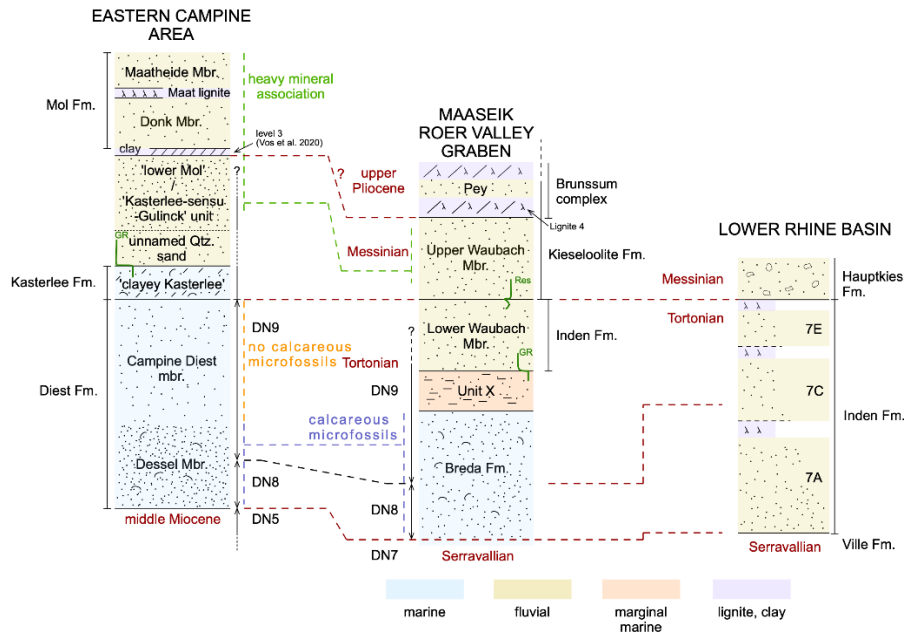 EASTERN CAMPINE
AREA
Maatheide Mbr.
Maat lignite
Mol Fm.
Donk Mbr.
clay
'lower Mol'
/
'Kasterlee-sensu
-Gulinck' unit
unnamed Qtz.
sand
GR
Kasterlee Fm.
'clayey Kasterlee'
Campine Diest
mbr.
Diest Fm.
Dessel Mbr.
middle Miocene
heavy mineral
association
level 3
(Vos et al. 2020)
?
?
upper
Pliocene
Messinian
DN9
no calcareous
microfossils
Tortonian
calcareous
microfossils
DN8
DN5
?
DN9
DN8
DN7
MAASEIK
ROER VALLEY
GRABEN
Pey
Brunssum
complex
Lignite 4
Upper Waubach
Mbr.
Kieseloolite Fm.
Res
Lower Waubach
Mbr.
Inden Fm.
GR
Unit X
Breda Fm.
Serravallian
LOWER RHINE BASIN
Messinian
Hauptkies
Fm.
Tortonian
7E
7C
Inden Fm.
7A
Serravallian
Ville Fm.
marine
fluvial
marginal
marine
lignite, clay